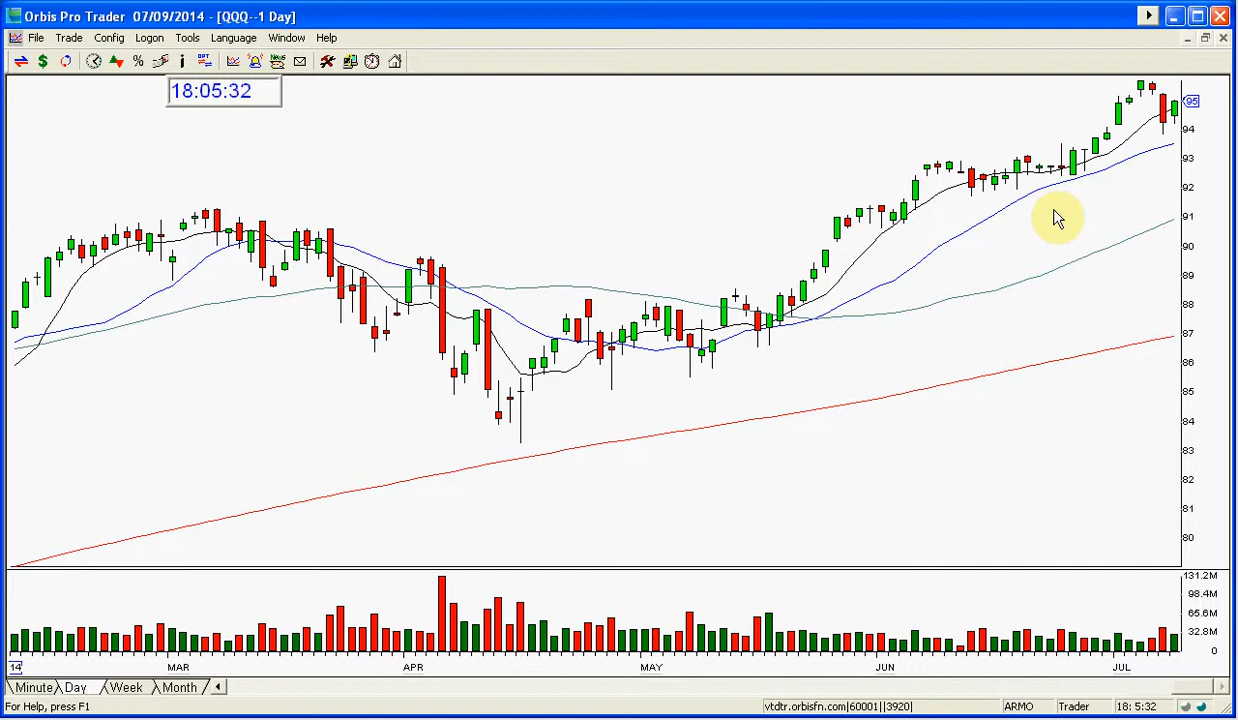 Orbis Pro Trader 07/09/2014 - [QQQ--1 Day]
File Trade Config Logon Tools Language Window Help
$ % i OPT News
18:05:32
95
94
93
92
91
90
89
88
87
86
85
84
83
82
81
80
131.2M
98.4M
65.6M
32.8M
0
14 MAR APR MAY JUN JUL
Minute Day Week Month
For Help, press F1 vtdtr.orbisfn.com|60001||3920| ARMO Trader 18: 5:32